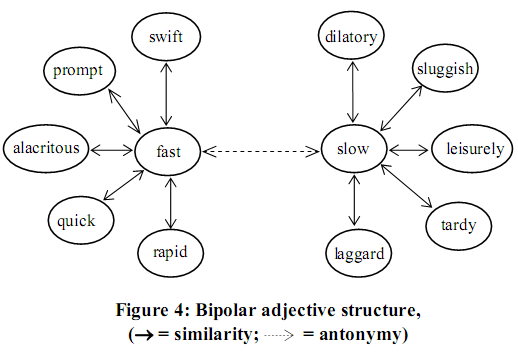 swift
dilatory
prompt
sluggish
alacritous
fast
slow
leisurely
quick
tardy
rapid
laggard
Figure 4: Bipolar adjective structure,
(→ = similarity; ·····> = antonymy)